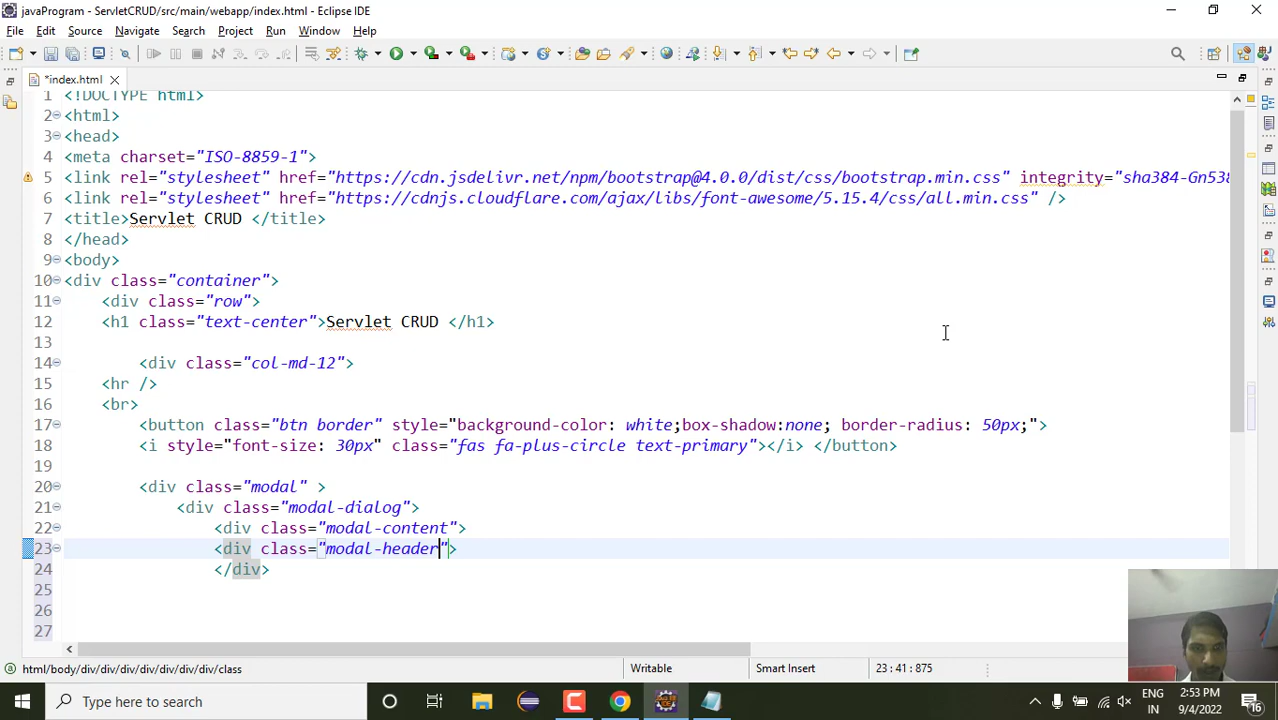 javaProgram - ServletCRUD/src/main/webapp/index.html - Eclipse IDE
File Edit Source Refactor Navigate Search Project Run Window Help
*index.html
1 <!DOCTYPE html>
2 <html>
3 <head>
4 <meta charset="ISO-8859-1">
5 <link rel="stylesheet" href="https://cdn.jsdelivr.net/npm/bootstrap@4.0.0/dist/css/bootstrap.min.css" integrity="sha384-Gn538
6 <link rel="stylesheet" href="https://cdnjs.cloudflare.com/ajax/libs/font-awesome/5.15.4/css/all.min.css" />
7 <title>Servlet CRUD </title>
8 </head>
9 <body>
10 <div class="container">
11 <div class="row">
12 <h1 class="text-center">Servlet CRUD </h1>
13
14 <div class="col-md-12">
15 <hr />
16 <br>
17 <button class="btn border" style="background-color: white;box-shadow:none; border-radius: 50px;">
18 <i style="font-size: 30px" class="fas fa-plus-circle text-primary"></i> </button>
19
20 <div class="modal" >
21 <div class="modal-dialog">
22 <div class="modal-content">
23 <div class="modal-header">
24 </div>
25
26
27
html/body/div/div/div/div/div/div/div/class
Writable
Smart Insert
23 : 41 : 875
Type here to search
ENG
IN
2:53 PM
9/4/2022
16